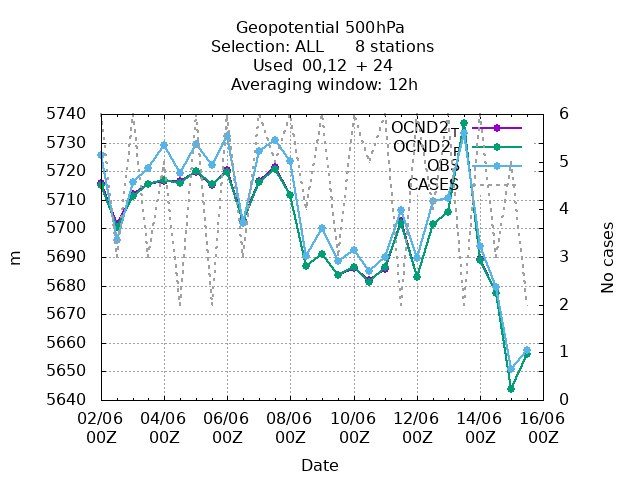 Geopotential 500hPa
Selection: ALL 8 stations
Used 00,12 + 24
Averaging window: 12h
5740
5730
5720
5710
5700
5690
5680
5670
5660
5650
5640
m
6
5
4
3
2
1
0
No cases
OCND2_T
OCND2_F
OBS
CASES
02/06 04/06 06/06 08/06 10/06 12/06 14/06 16/06
00Z 00Z 00Z 00Z 00Z 00Z 00Z 00Z
Date